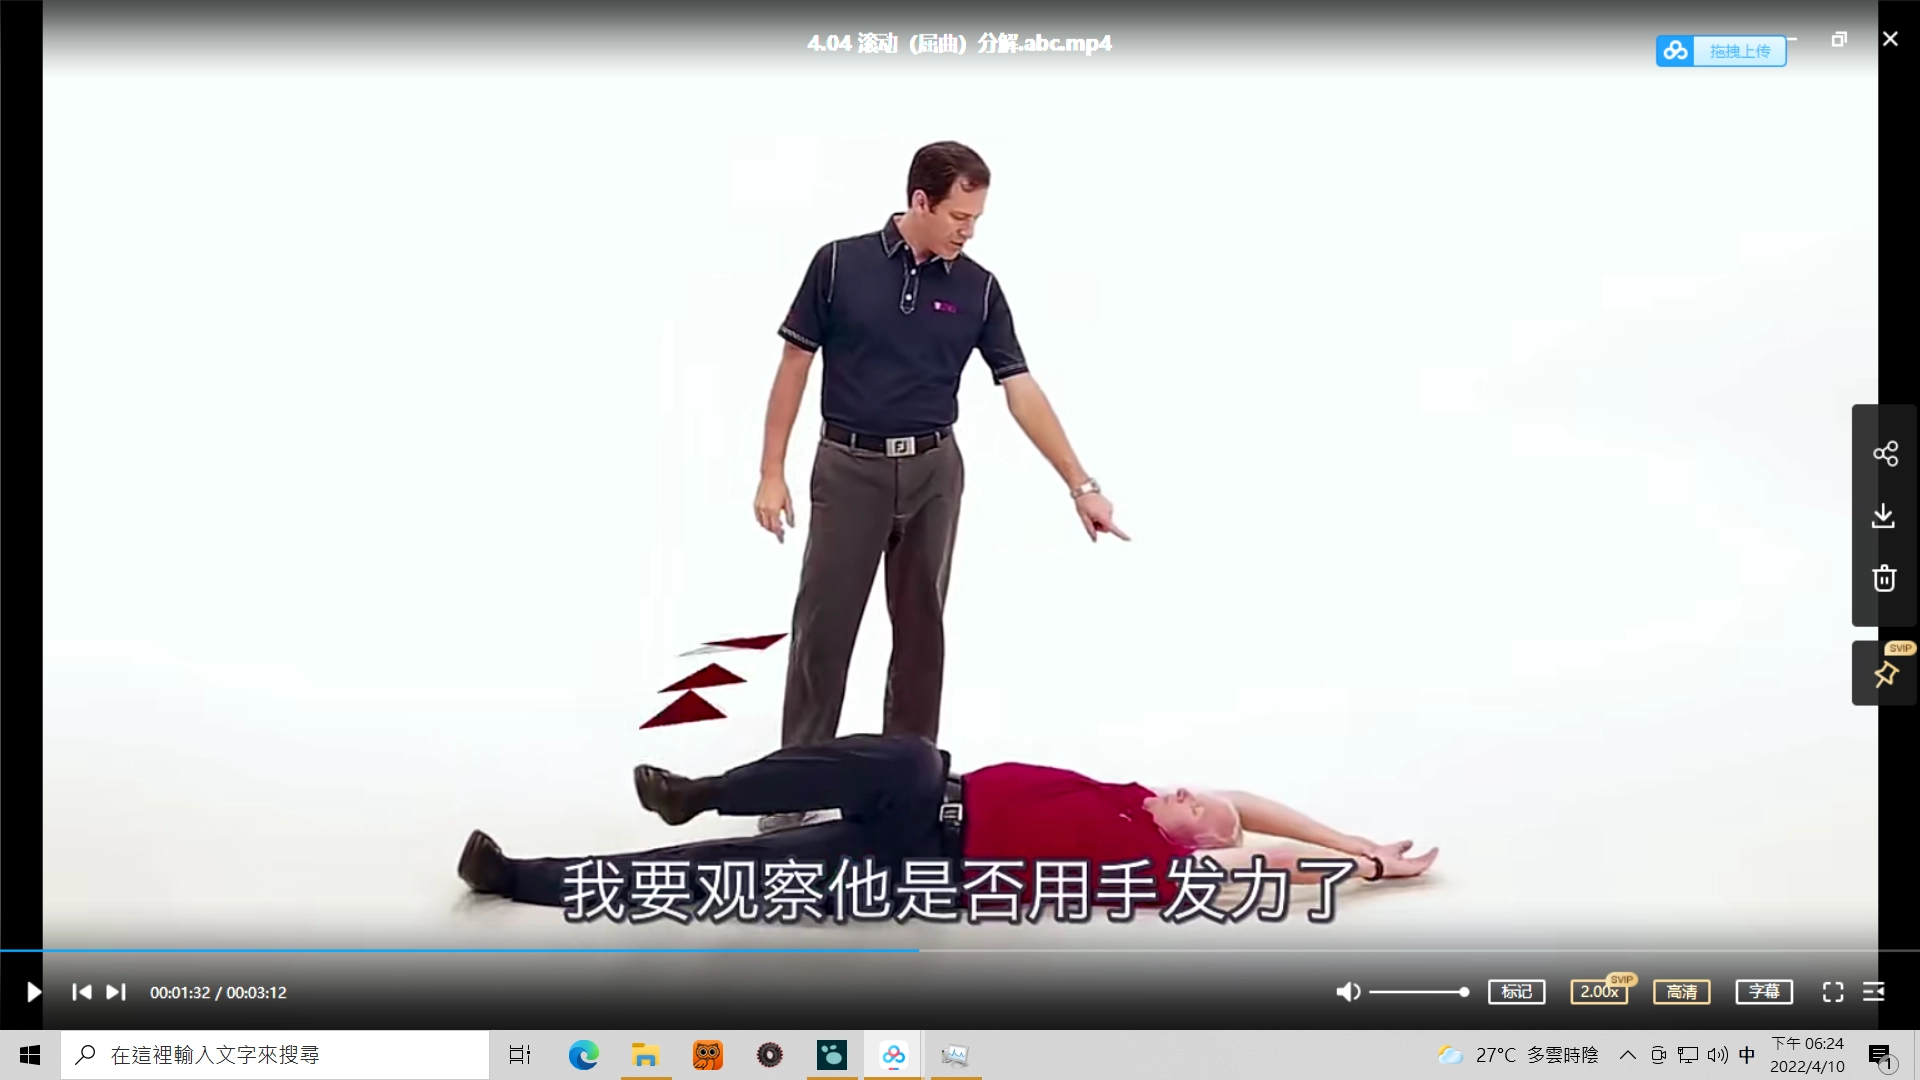 4.04 滚动（屈曲）分解.abc.mp4
拖拽上传
SVIP
我要观察他是否用手发力了
00:01:32 / 00:03:12
标记
2.00x
SVIP
高清
字幕
在這裡輸入文字來搜尋
27°C 多雲時陰
中
下午 06:24
2022/4/10
1